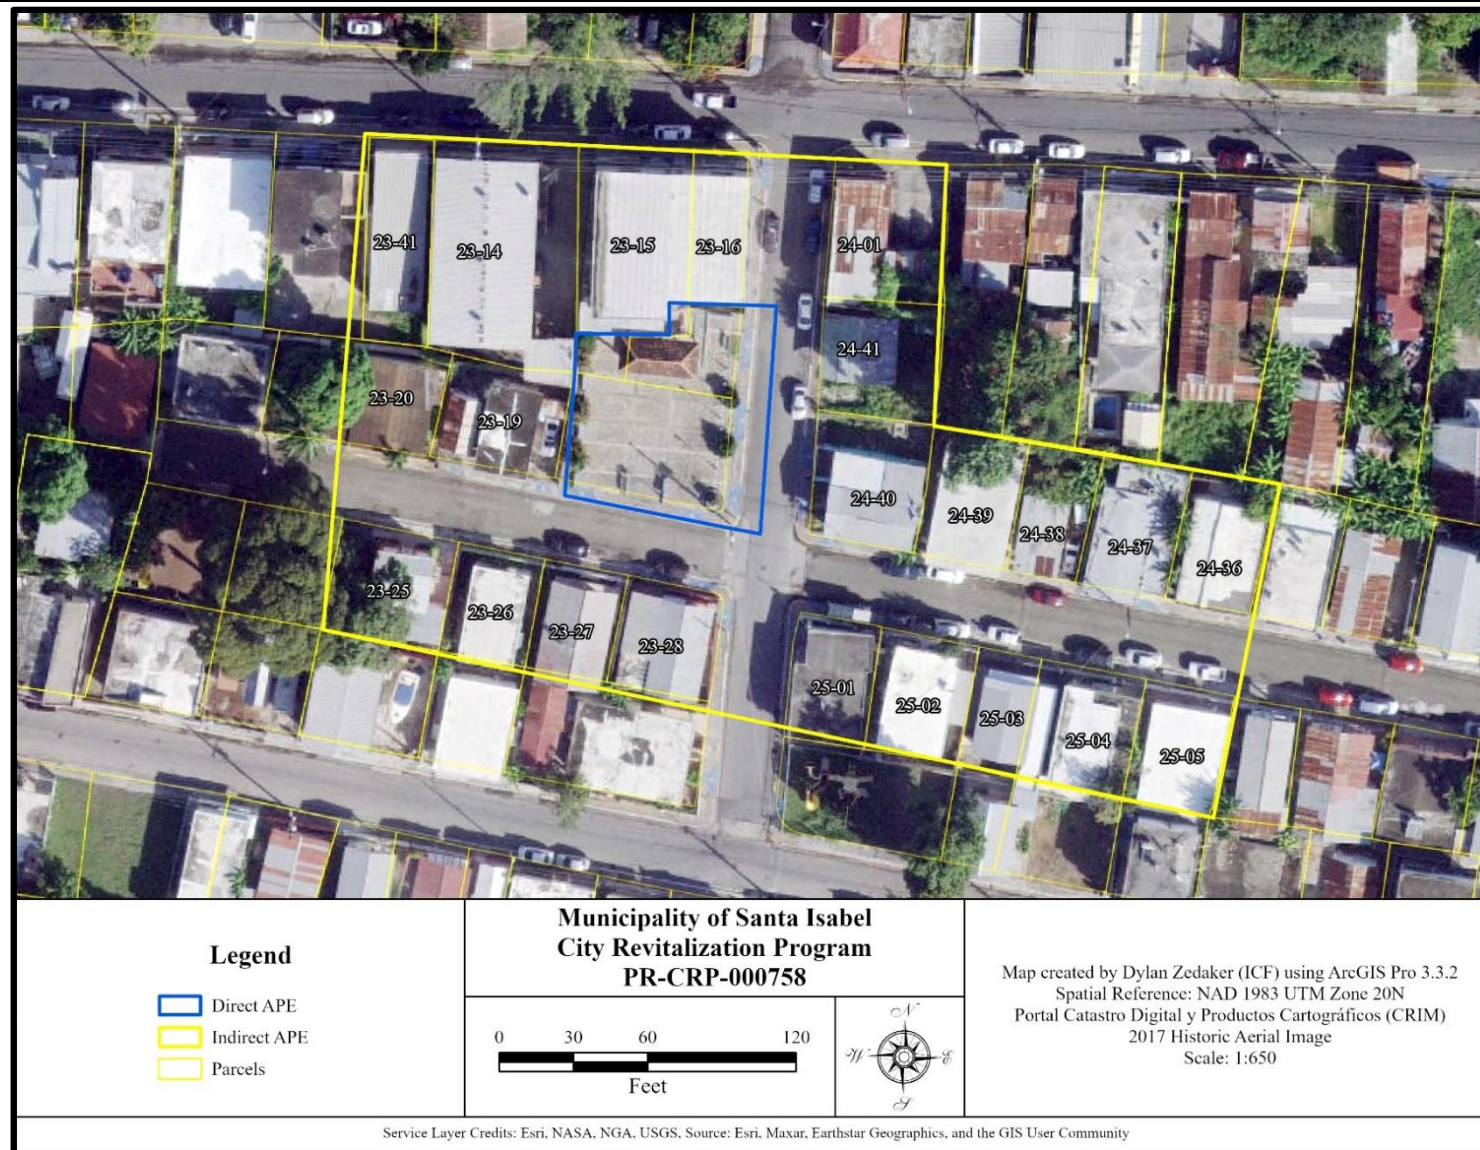 23-41
23-14
23-15
23-16
24-01
24-41
23-20
23-19
24-40
24-39
24-38
24-37
24-36
23-25
23-26
23-27
23-28
25-01
25-02
25-03
25-04
25-05
Legend
Direct APE
Indirect APE
Parcels
Municipality of Santa Isabel
City Revitalization Program
PR-CRP-000758
0 30 60 120
Feet
N
W E
S
Map created by Dylan Zedaker (ICF) using ArcGIS Pro 3.3.2
Spatial Reference: NAD 1983 UTM Zone 20N
Portal Catastro Digital y Productos Cartográficos (CRIM)
2017 Historic Aerial Image
Scale: 1:650
Service Layer Credits: Esri, NASA, NGA, USGS, Source: Esri, Maxar, Earthstar Geographics, and the GIS User Community